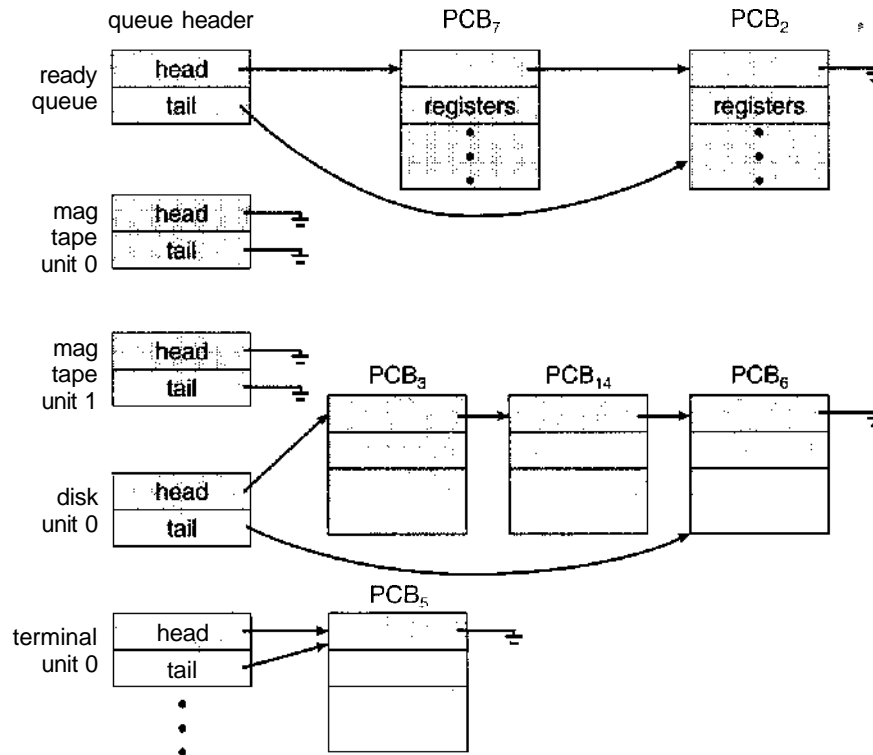 queue header
PCB7
PCB2
ready
queue
head
tail
registers
registers
mag
tape
unit 0
head
tail
mag
tape
unit 1
head
tail
PCB3
PCB14
PCB6
disk
unit 0
head
tail
PCB5
terminal
unit 0
head
tail